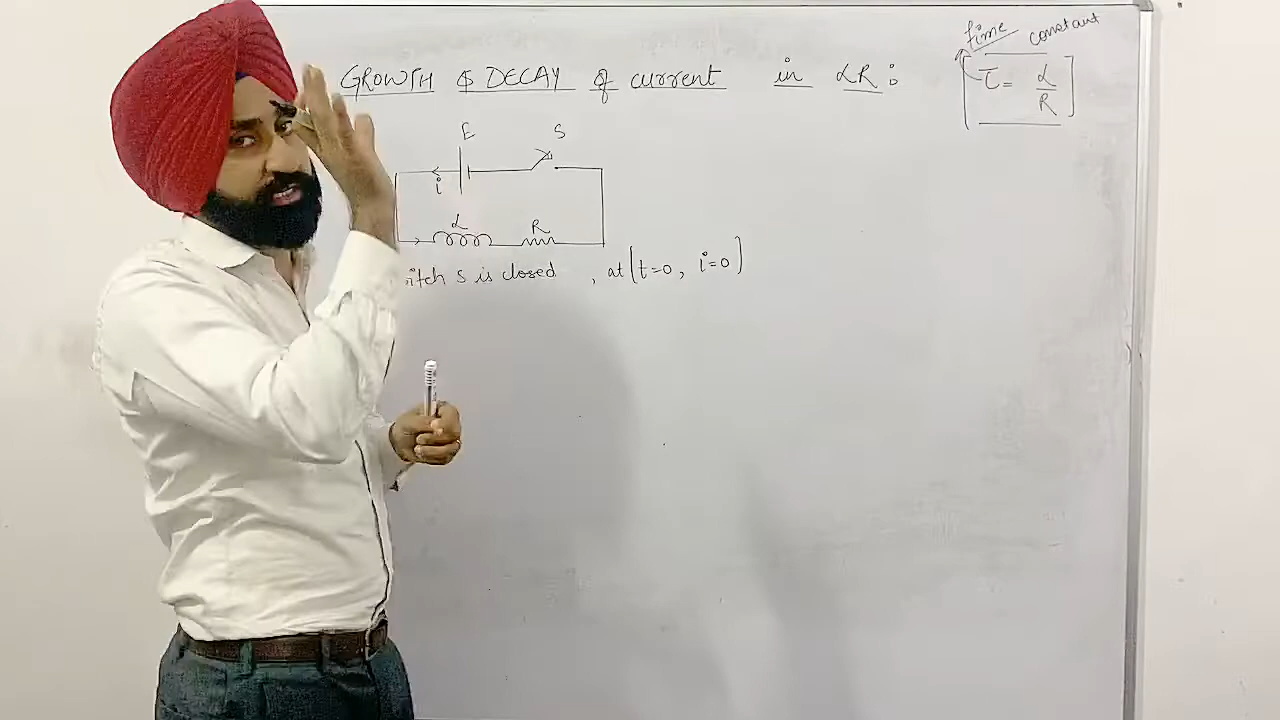 time constant
GROWTH & DECAY of current in LR:
τ = L/R
E S
i
L R
itch S is closed , at [t=0, i=0]